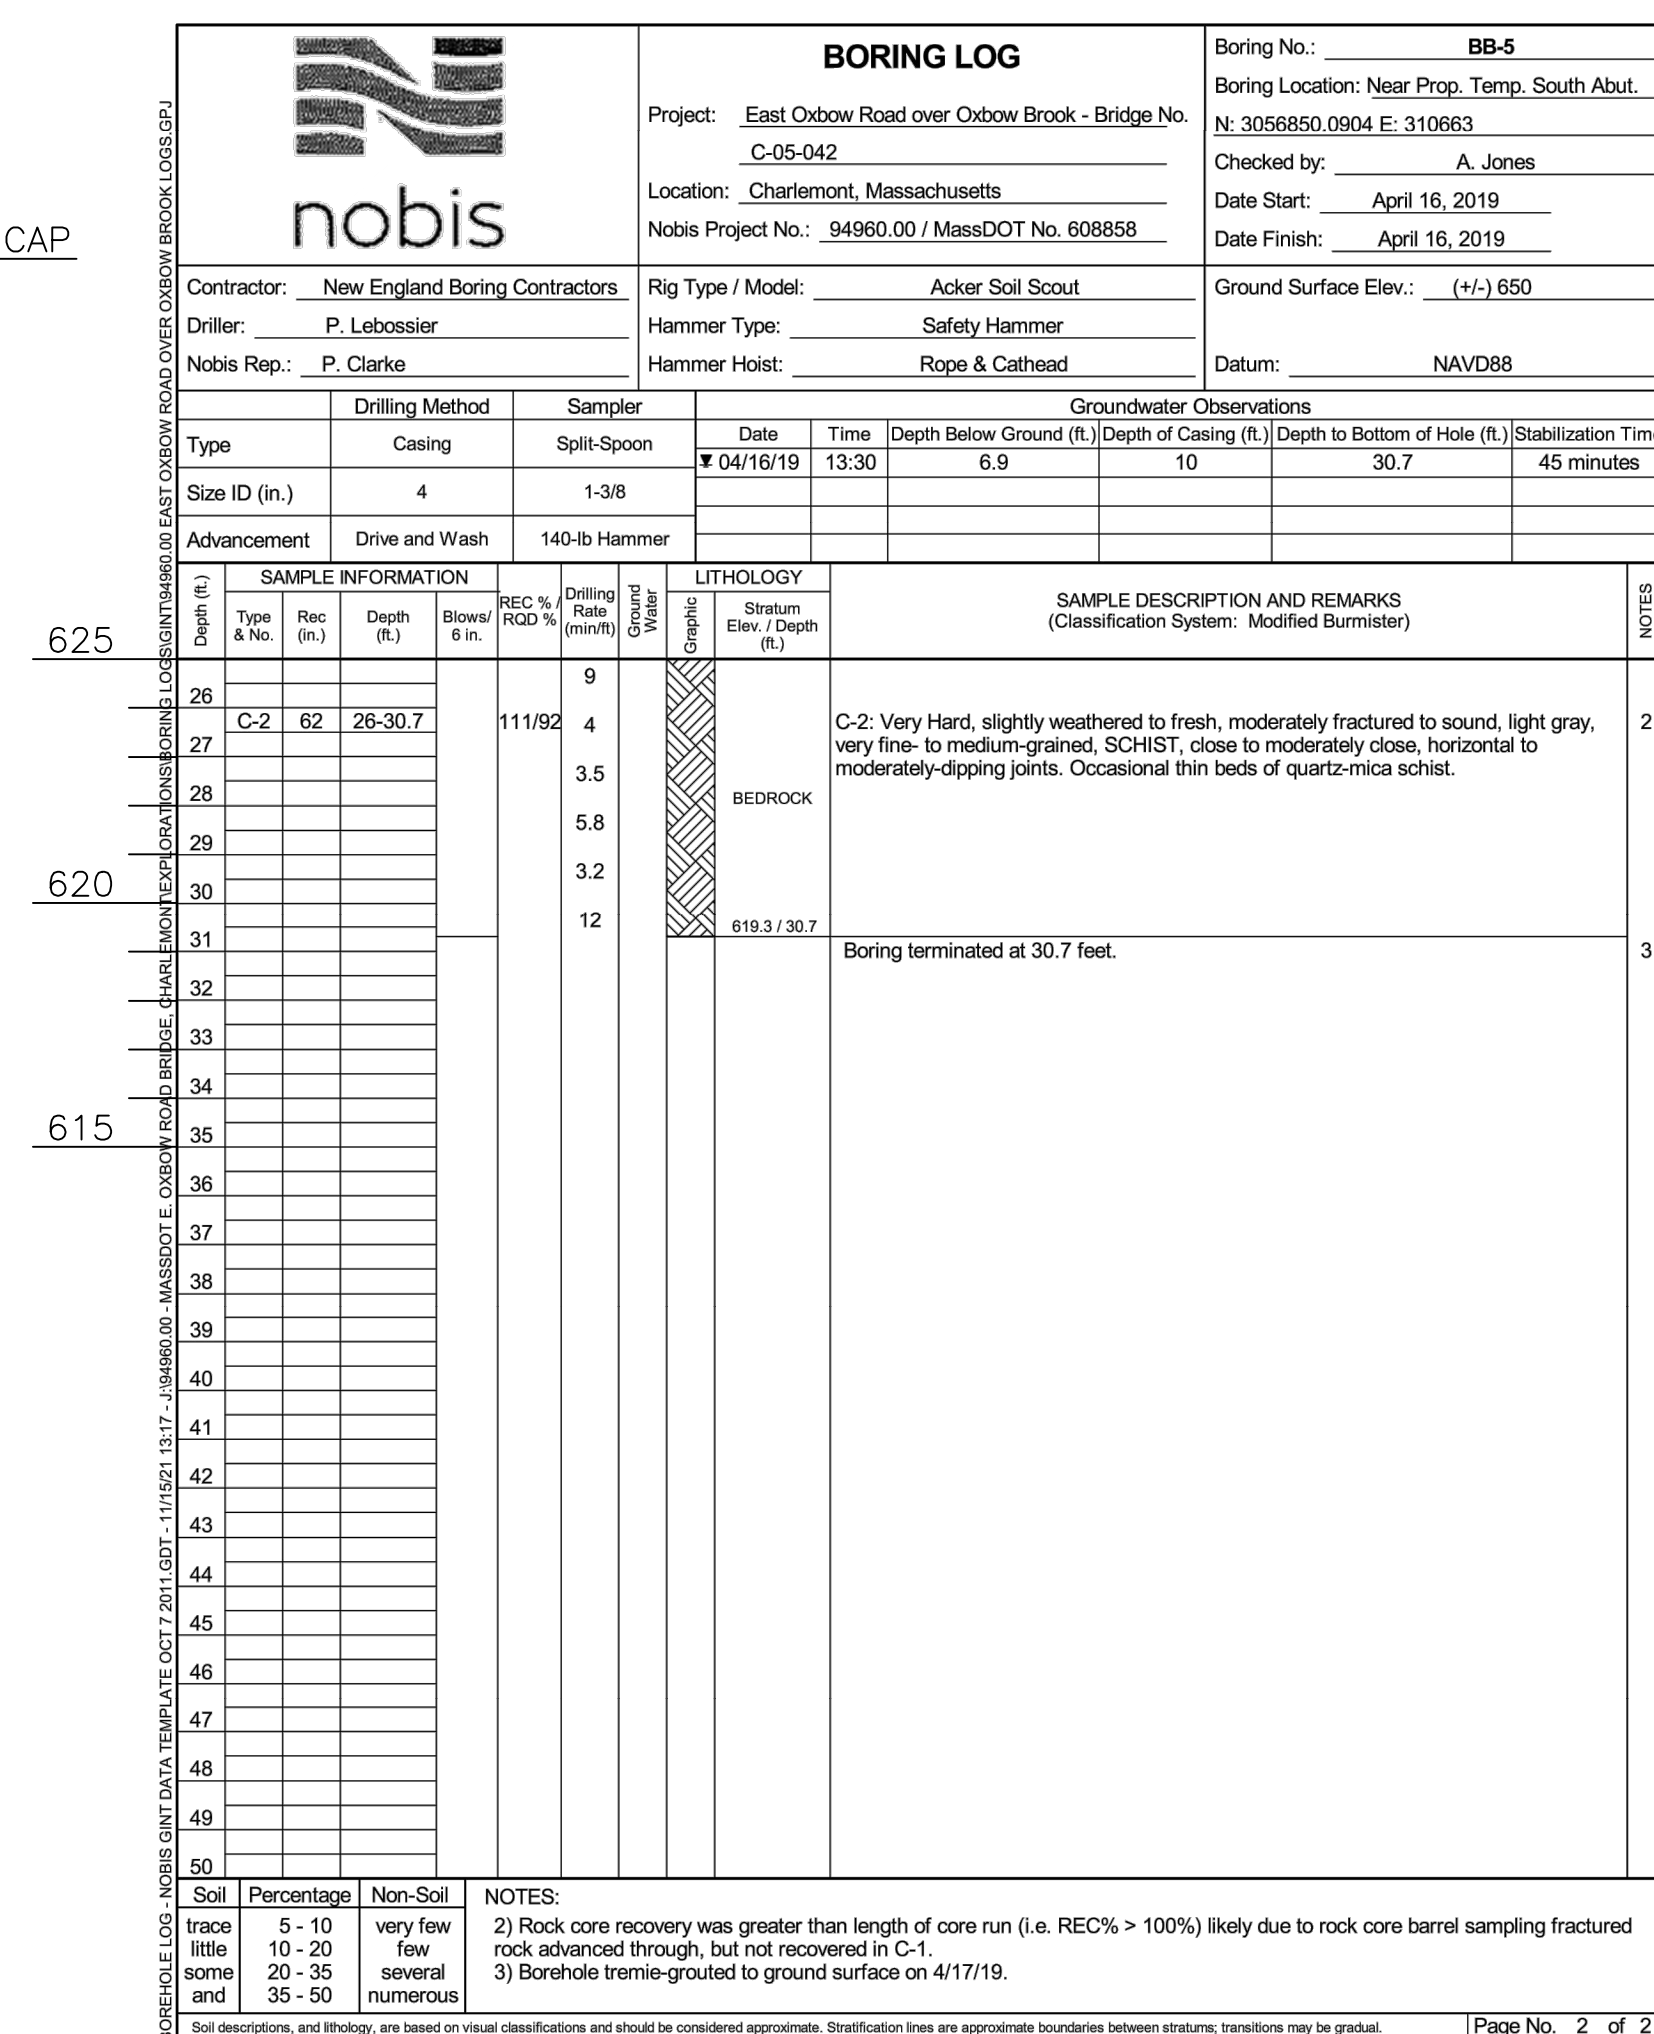 nobis
BORING LOG
Project: East Oxbow Road over Oxbow Brook - Bridge No.
C-05-042
Location: Charlemont, Massachusetts
Nobis Project No.: 94960.00 / MassDOT No. 608858
Boring No.: BB-5
Boring Location: Near Prop. Temp. South Abut.
N: 3056850.0904 E: 310663
Checked by: A. Jones
Date Start: April 16, 2019
Date Finish: April 16, 2019
CAP
Contractor: New England Boring Contractors
Driller: P. Lebossier
Nobis Rep.: P. Clarke
Rig Type / Model: Acker Soil Scout
Hammer Type: Safety Hammer
Hammer Hoist: Rope & Cathead
Ground Surface Elev.: (+/-) 650
Datum: NAVD88
Drilling Method Sampler
Type Casing Split-Spoon
Size ID (in.) 4 1-3/8
Advancement Drive and Wash 140-lb Hammer
Groundwater Observations
Date Time Depth Below Ground (ft.) Depth of Casing (ft.) Depth to Bottom of Hole (ft.) Stabilization Tim
04/16/19 13:30 6.9 10 30.7 45 minutes
Depth (ft.)
SAMPLE INFORMATION
Type & No.
Rec (in.)
Depth (ft.)
Blows/ 6 in.
REC % / RQD %
Drilling Rate (min/ft)
Ground Water
LITHOLOGY
Graphic
Stratum Elev. / Depth (ft.)
SAMPLE DESCRIPTION AND REMARKS
(Classification System: Modified Burmister)
NOTES
625
9
26
C-2 62 26-30.7 111/92 4
C-2: Very Hard, slightly weathered to fresh, moderately fractured to sound, light gray, 2
very fine- to medium-grained, SCHIST, close to moderately close, horizontal to
moderately-dipping joints. Occasional thin beds of quartz-mica schist.
27
3.5
28
BEDROCK
5.8
29
3.2
620
30
12
619.3 / 30.7
31
Boring terminated at 30.7 feet. 3
32
33
34
615
35
36
37
38
39
40
41
42
43
44
45
46
47
48
49
50
Soil Percentage Non-Soil
trace 5 - 10 very few
little 10 - 20 few
some 20 - 35 several
and 35 - 50 numerous
NOTES:
2) Rock core recovery was greater than length of core run (i.e. REC% > 100%) likely due to rock core barrel sampling fractured
rock advanced through, but not recovered in C-1.
3) Borehole tremie-grouted to ground surface on 4/17/19.
Soil descriptions, and lithology, are based on visual classifications and should be considered approximate. Stratification lines are approximate boundaries between stratums; transitions may be gradual.
Page No. 2 of 2
BOREHOLE LOG - NOBIS GINT DATA TEMPLATE OCT 7 2011.GDT - 11/15/21 13:17 - J:\94960.00 - MASSDOT E. OXBOW ROAD BRIDGE, CHARLEMONT\EXPLORATIONS\BORING LOGS\GINT\94960.00 EAST OXBOW ROAD OVER OXBOW BROOK LOGS.GPJ